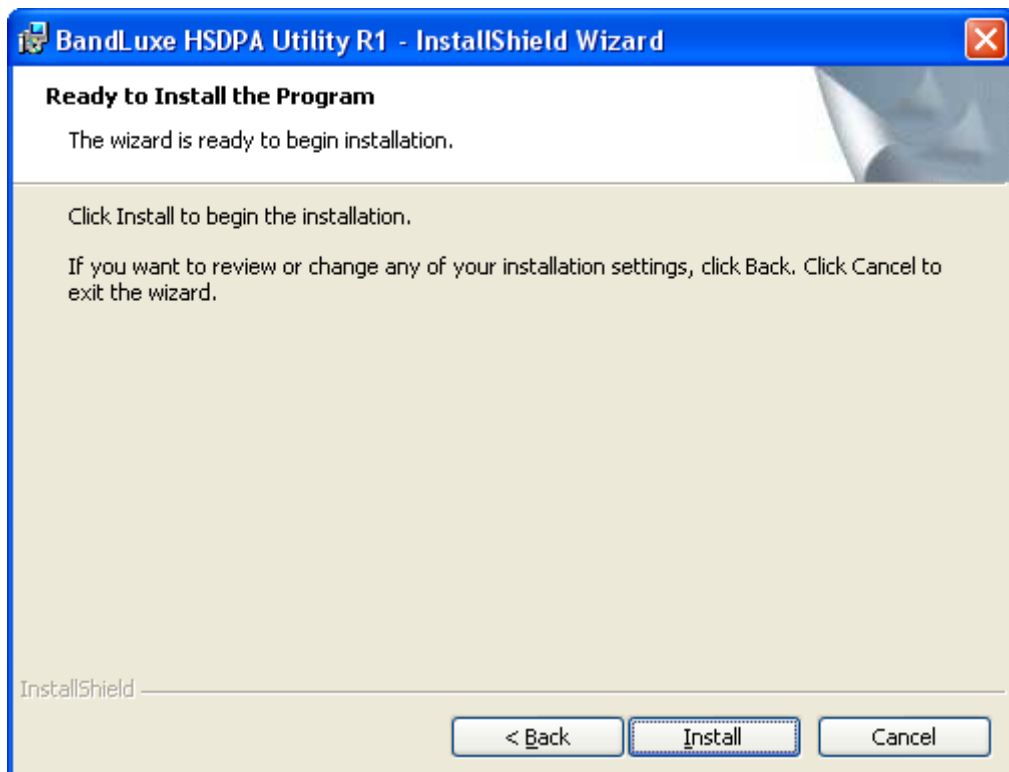 BandLuxe HSDPA Utility R1 - InstallShield Wizard
Ready to Install the Program
The wizard is ready to begin installation.
Click Install to begin the installation.
If you want to review or change any of your installation settings, click Back. Click Cancel to
exit the wizard.
InstallShield
< Back
Install
Cancel